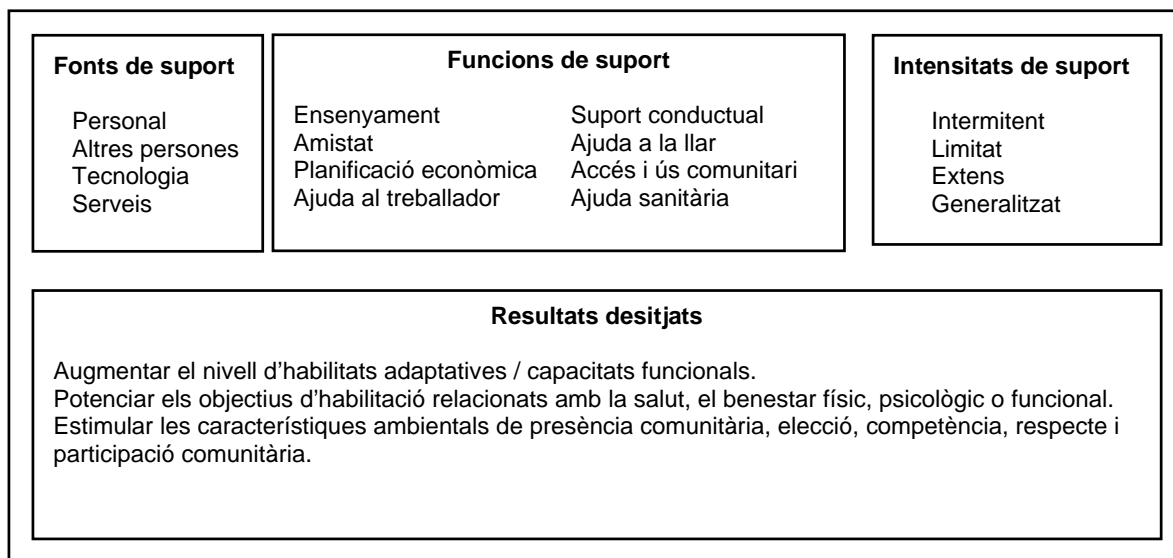 Fonts de suport
Personal
Altres persones
Tecnologia
Serveis
Funcions de suport
Ensenyament
Amistat
Planificació econòmica
Ajuda al treballador
Suport conductual
Ajuda a la llar
Accés i ús comunitari
Ajuda sanitària
Intensitats de suport
Intermitent
Limitat
Extens
Generalitzat
Resultats desitjats
Augmentar el nivell d’habilitats adaptatives / capacitats funcionals.
Potenciar els objectius d’habilitació relacionats amb la salut, el benestar físic, psicològic o funcional.
Estimular les característiques ambientals de presència comunitària, elecció, competència, respecte i
participació comunitària.